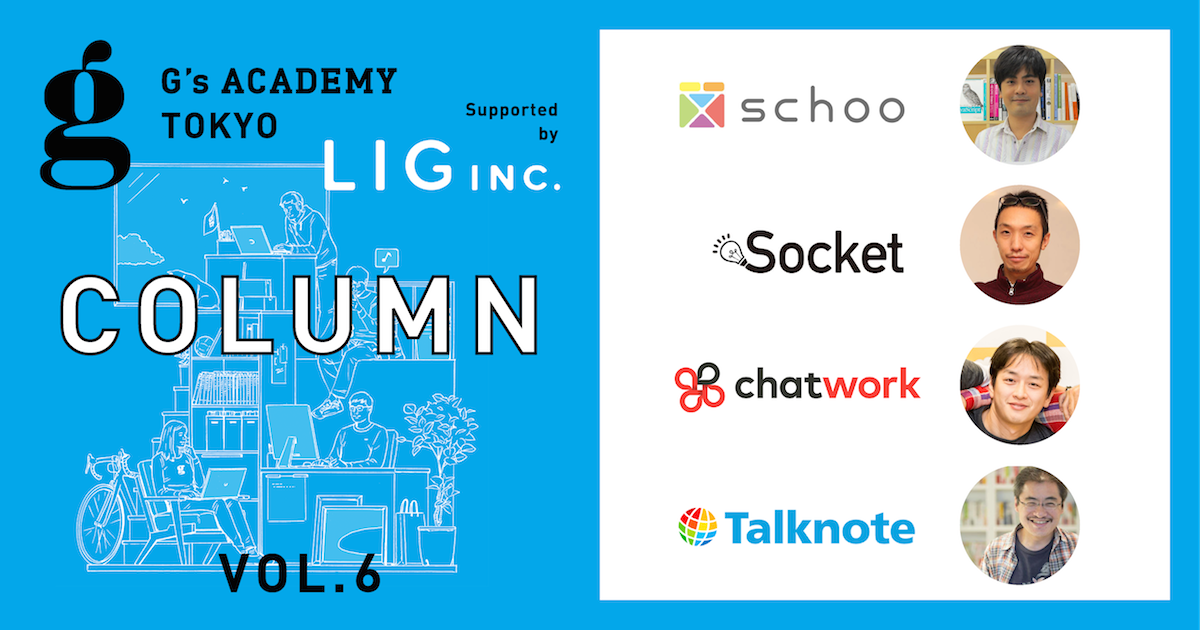 G's ACADEMY
TOKYO
Supported
by
LIG INC.
COLUMN
VOL.6
schoo
Socket
chatwork
Talknote